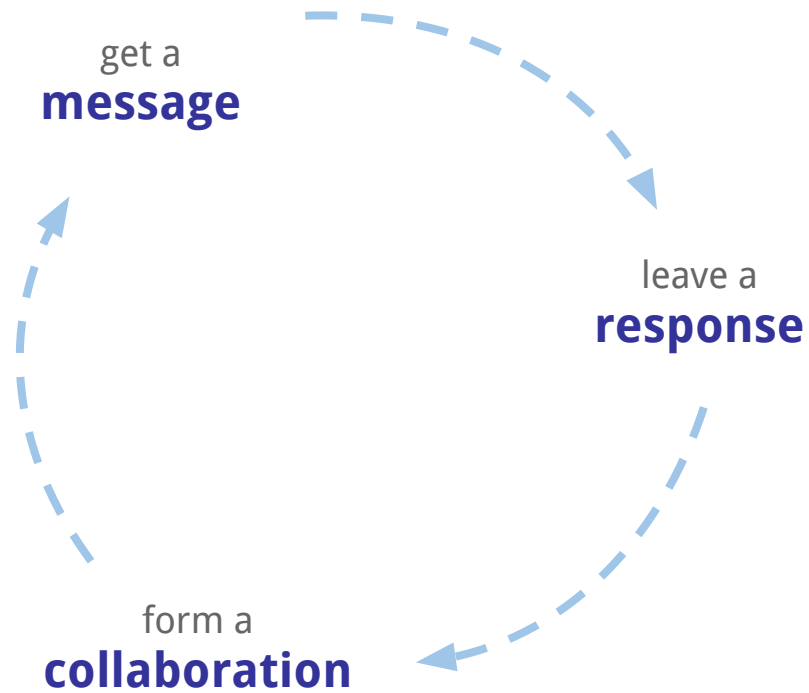 get a
message
leave a
response
form a
collaboration